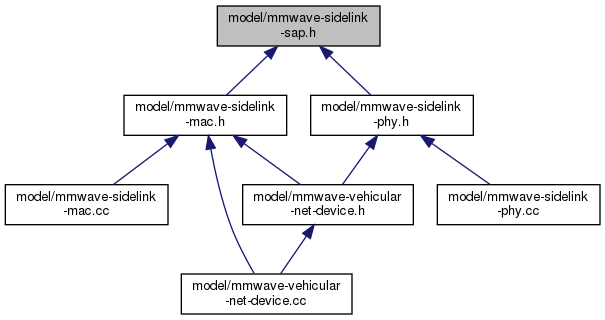 model/mmwave-sidelink
-sap.h
model/mmwave-sidelink
-mac.h
model/mmwave-sidelink
-phy.h
model/mmwave-sidelink
-mac.cc
model/mmwave-vehicular
-net-device.h
model/mmwave-sidelink
-phy.cc
model/mmwave-vehicular
-net-device.cc